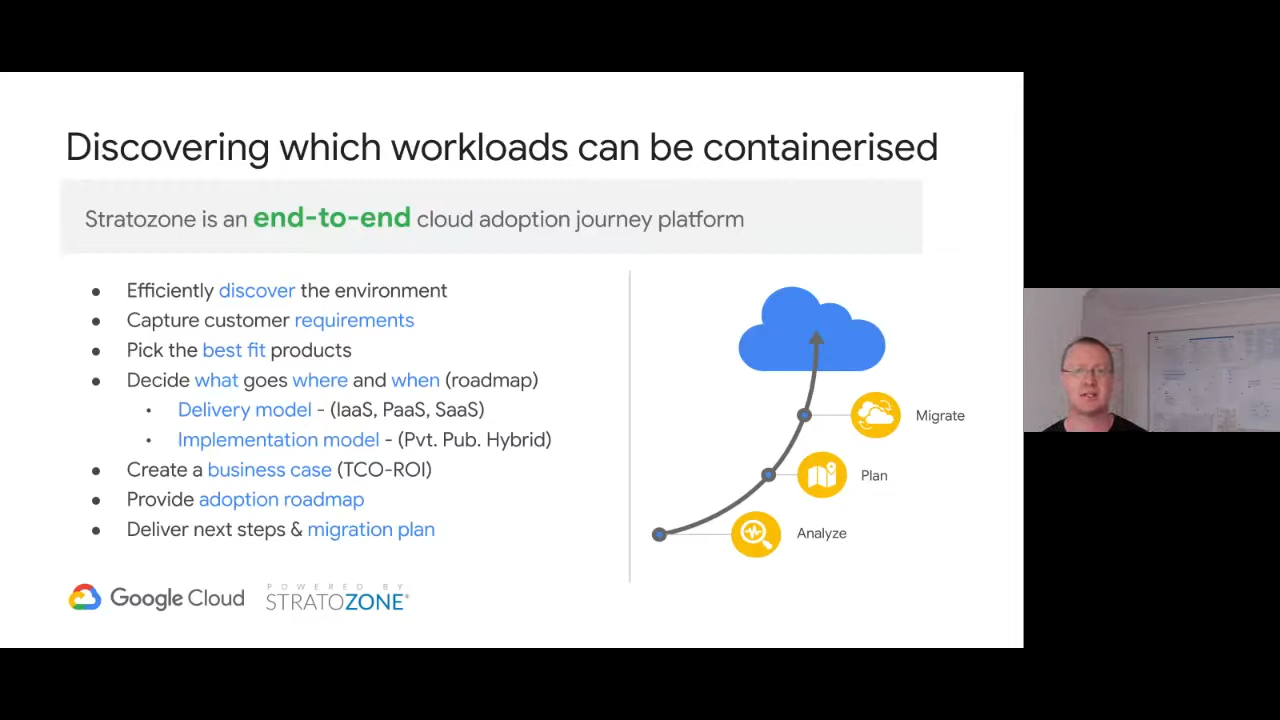 Discovering which workloads can be containerised
Stratozone is an end-to-end cloud adoption journey platform
● Efficiently discover the environment
● Capture customer requirements
● Pick the best fit products
● Decide what goes where and when (roadmap)
• Delivery model - (IaaS, PaaS, SaaS)
• Implementation model - (Pvt. Pub. Hybrid)
● Create a business case (TCO-ROI)
● Provide adoption roadmap
● Deliver next steps & migration plan
Migrate
Plan
Analyze
Google Cloud
POWERED BY
STRATOZONE®